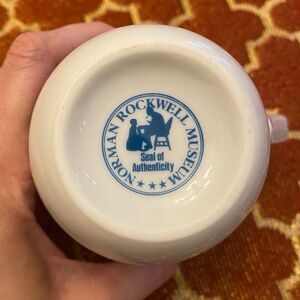 NORMAN ROCKWELL MUSEUM
Seal of
Authenticity